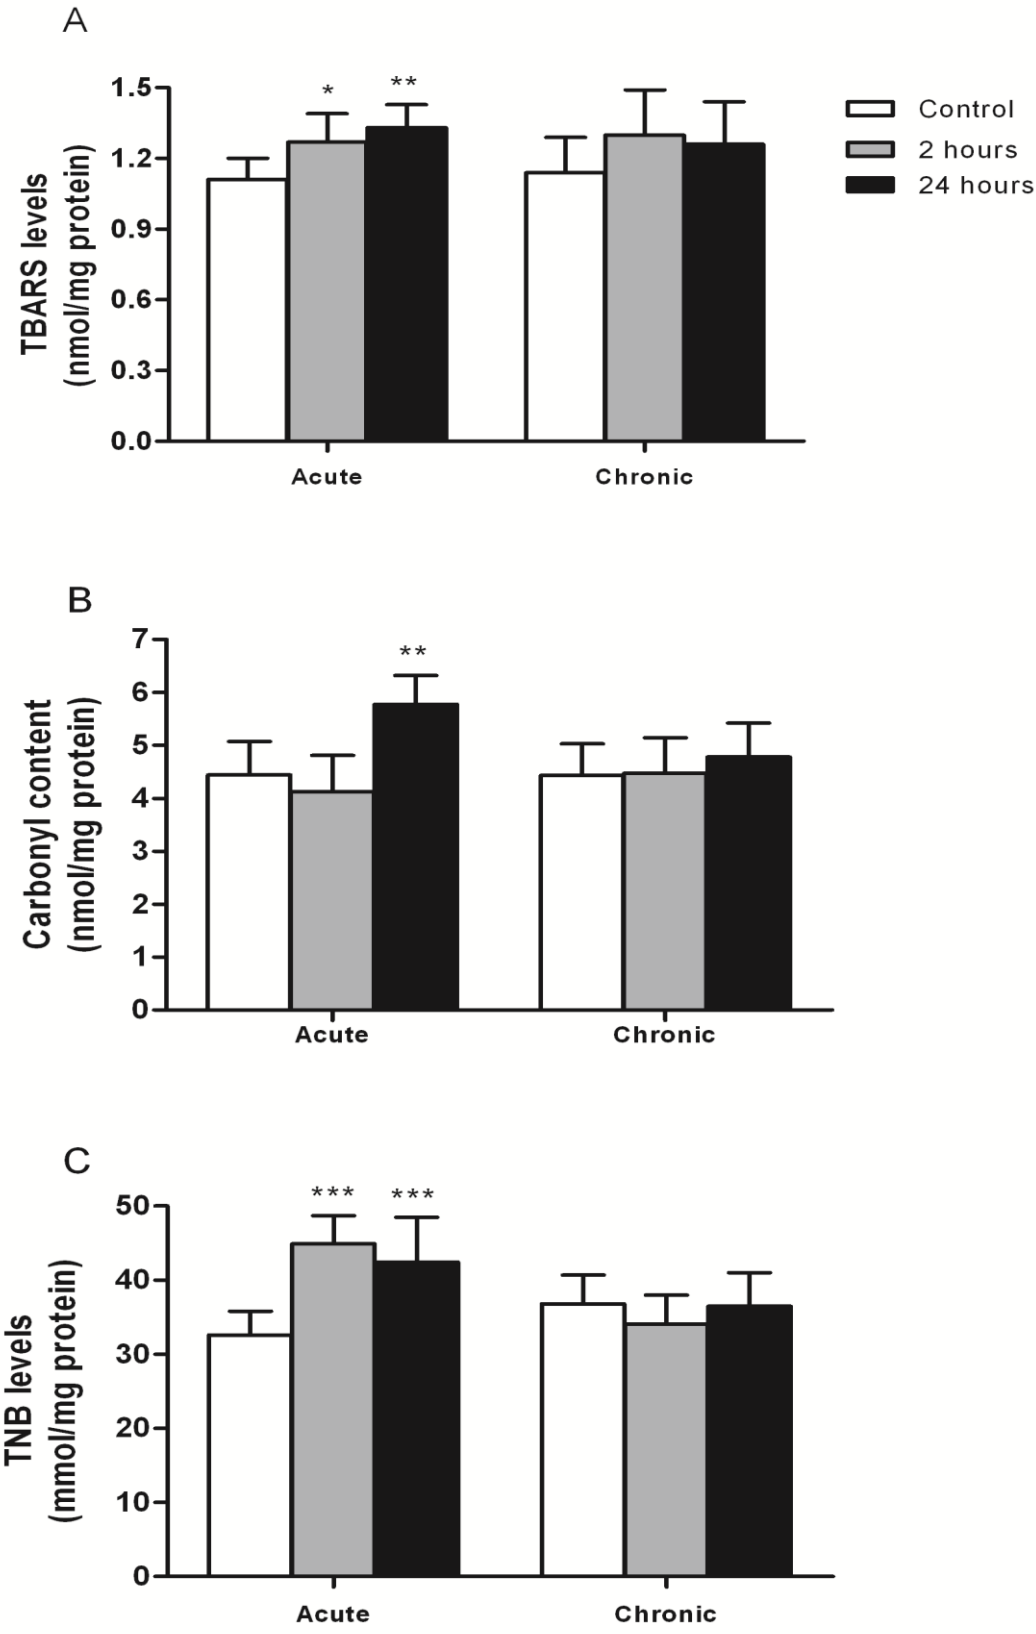 A
TBARS levels
(nmol/mg protein)
1.5
1.2
0.9
0.6
0.3
0.0
*
**
Acute
Chronic
Control
2 hours
24 hours
B
Carbonyl content
(nmol/mg protein)
7
6
5
4
3
2
1
0
**
Acute
Chronic
C
TNB levels
(mmol/mg protein)
50
40
30
20
10
0
***
***
Acute
Chronic